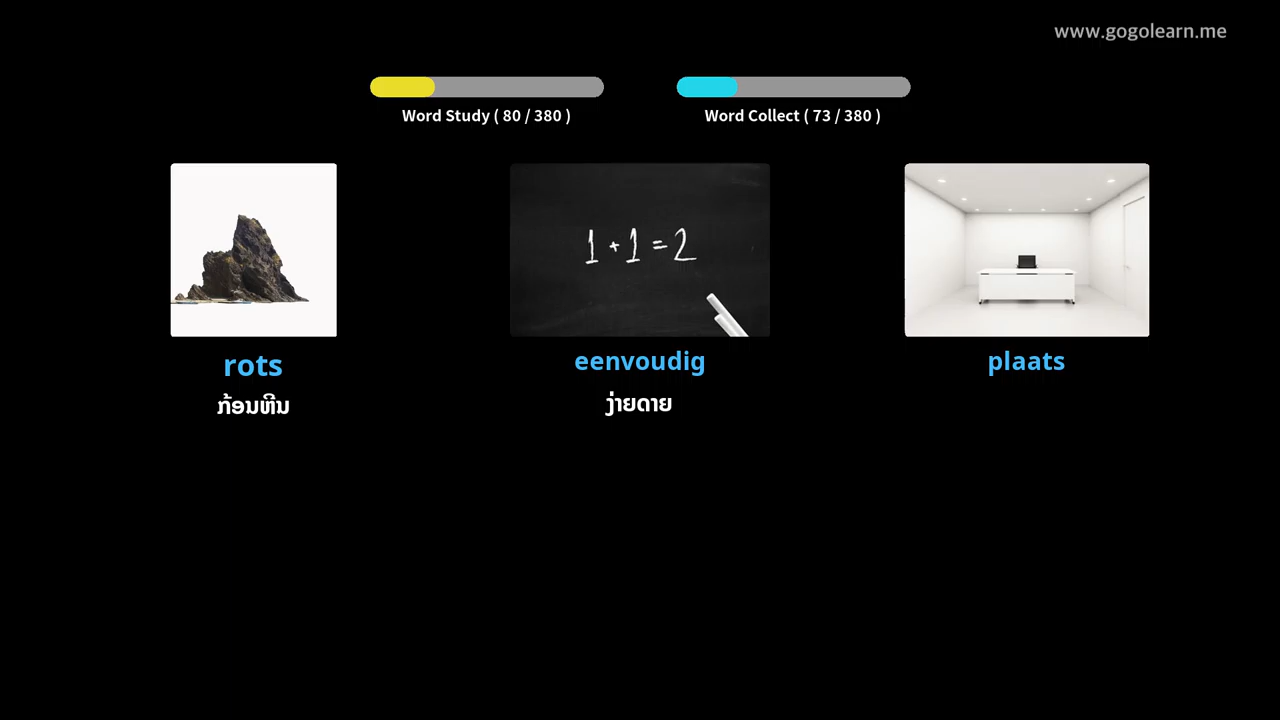 www.gogolearn.me
Word Study ( 80 / 380 )
Word Collect ( 73 / 380 )
1 + 1 = 2
rots
eenvoudig
plaats
ກ້ອນຫີນ
ງ່າຍດາຍ